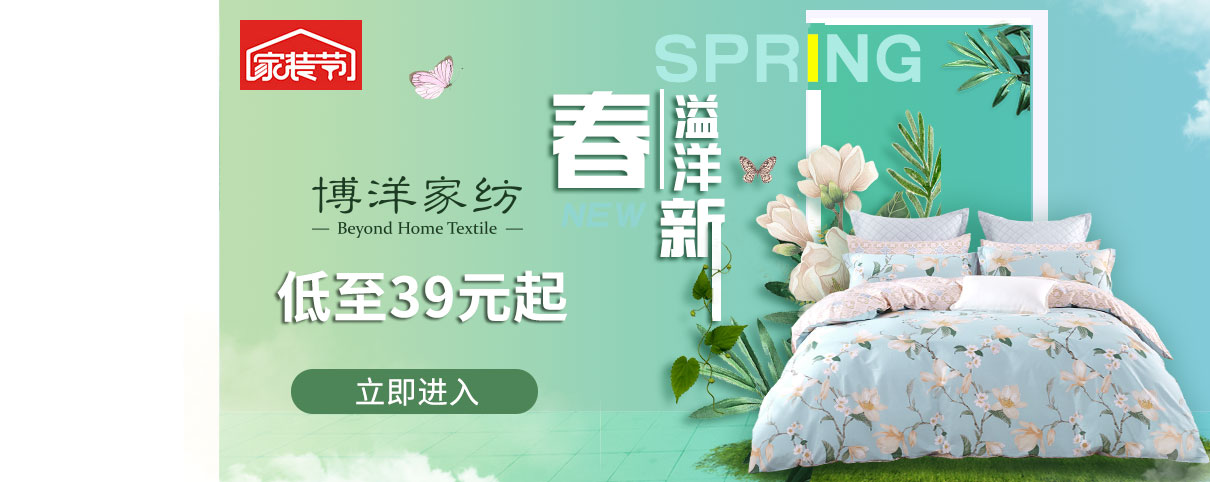 家装节
SPRING
春
溢洋
新
NEW
博洋家纺
— Beyond Home Textile —
低至39元起
立即进入